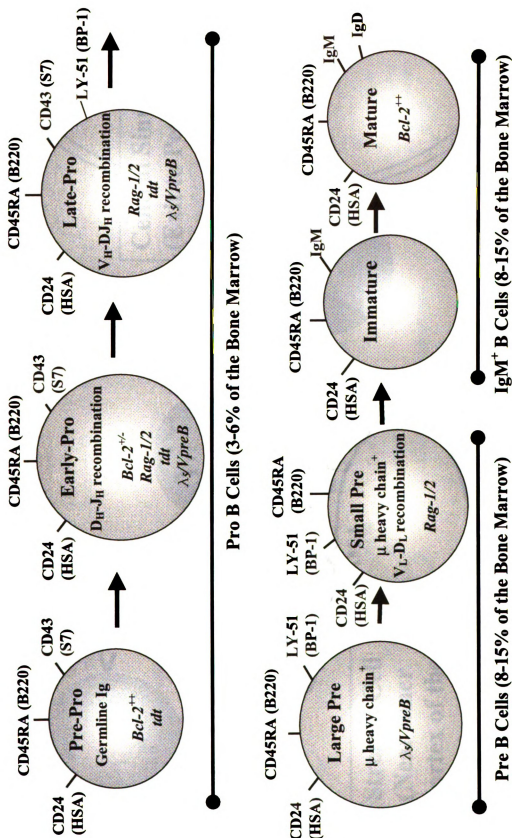 CD45RA (B220)
CD24
(HSA)
CD43
(S7)
Pre-Pro
Germline Ig
Bcl-2++
tdt
CD45RA (B220)
CD24
(HSA)
CD43
(S7)
Early-Pro
DH-JH recombination
Bcl-2+/-
Rag-1/2
tdt
λ5/VpreB
CD45RA (B220)
CD24
(HSA)
CD43 (S7)
LY-51 (BP-1)
Late-Pro
VH-DJH recombination
Rag-1/2
tdt
λ5/VpreB
Pro B Cells (3-6% of the Bone Marrow)
CD45RA (B220)
CD24
(HSA)
LY-51
(BP-1)
Large Pre
μ heavy chain+
λ5/VpreB
LY-51
(BP-1)
CD45RA
(B220)
CD24
(HSA)
Small Pre
μ heavy chain+
VL-DL recombination
Rag-1/2
CD45RA (B220)
CD24
(HSA)
IgM
Immature
CD45RA (B220)
CD24
(HSA)
IgM
IgD
Mature
Bcl-2++
Pre B Cells (8-15% of the Bone Marrow)
IgM+ B Cells (8-15% of the Bone Marrow)